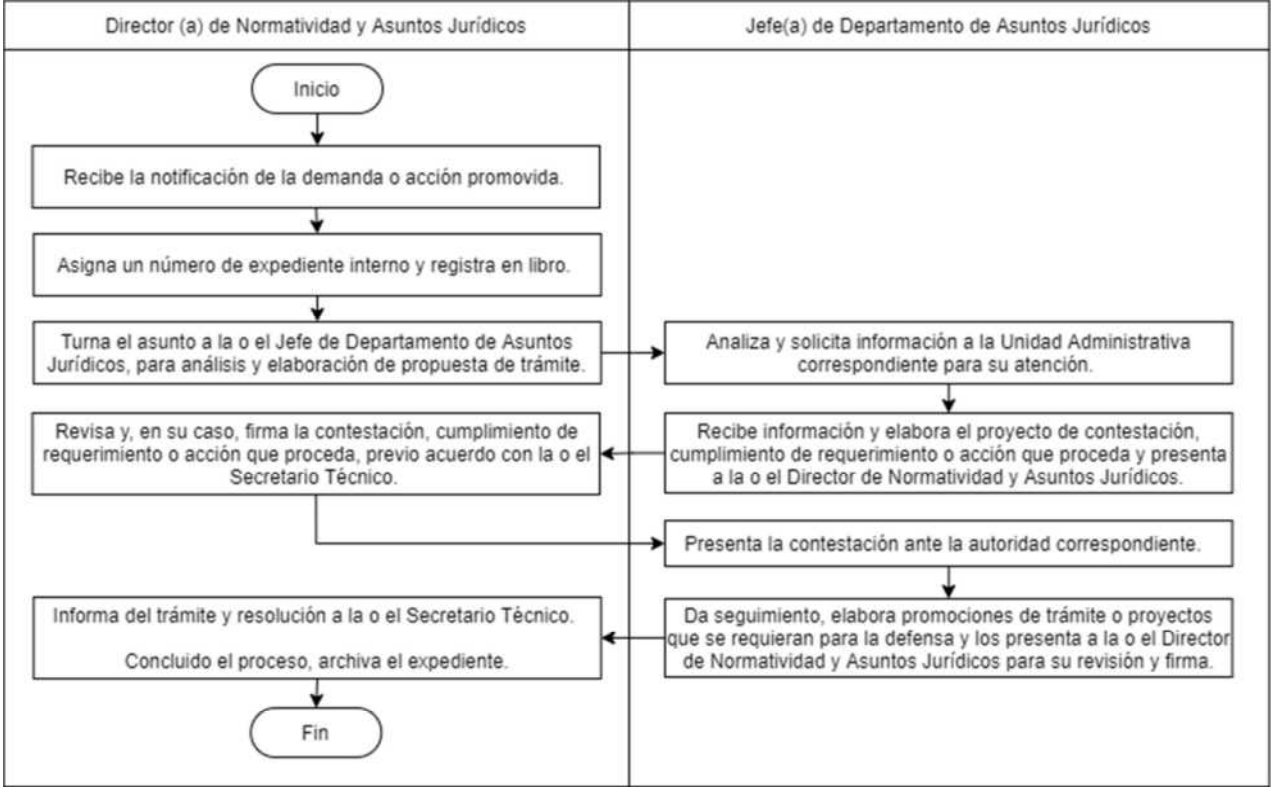 Director (a) de Normatividad y Asuntos Jurídicos
Jefe(a) de Departamento de Asuntos Jurídicos
Inicio
Recibe la notificación de la demanda o acción promovida.
Asigna un número de expediente interno y registra en libro.
Turna el asunto a la o el Jefe de Departamento de Asuntos
Jurídicos, para análisis y elaboración de propuesta de trámite.
Analiza y solicita información a la Unidad Administrativa
correspondiente para su atención.
Recibe información y elabora el proyecto de contestación,
cumplimiento de requerimiento o acción que proceda y presenta
a la o el Director de Normatividad y Asuntos Jurídicos.
Revisa y, en su caso, firma la contestación, cumplimiento de
requerimiento o acción que proceda, previo acuerdo con la o el
Secretario Técnico.
Presenta la contestación ante la autoridad correspondiente.
Da seguimiento, elabora promociones de trámite o proyectos
que se requieran para la defensa y los presenta a la o el Director
de Normatividad y Asuntos Jurídicos para su revisión y firma.
Informa del trámite y resolución a la o el Secretario Técnico.
Concluido el proceso, archiva el expediente.
Fin